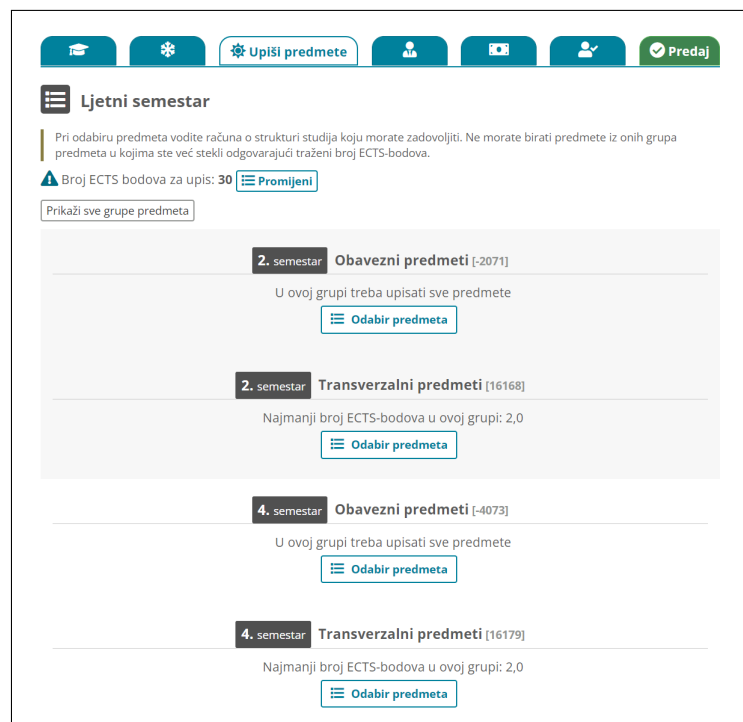 Upiši predmete
Predaj
Ljetni semestar
Pri odabiru predmeta vodite računa o strukturi studija koju morate zadovoljiti. Ne morate birati predmete iz onih grupa
predmeta u kojima ste već stekli odgovarajući traženi broj ECTS-bodova.
Broj ECTS bodova za upis: 30 Promijeni
Prikaži sve grupe predmeta
2. semestar Obavezni predmeti [-2071]
U ovoj grupi treba upisati sve predmete
Odabir predmeta
2. semestar Transverzalni predmeti [16168]
Najmanji broj ECTS-bodova u ovoj grupi: 2,0
Odabir predmeta
4. semestar Obavezni predmeti [-4073]
U ovoj grupi treba upisati sve predmete
Odabir predmeta
4. semestar Transverzalni predmeti [16179]
Najmanji broj ECTS-bodova u ovoj grupi: 2,0
Odabir predmeta